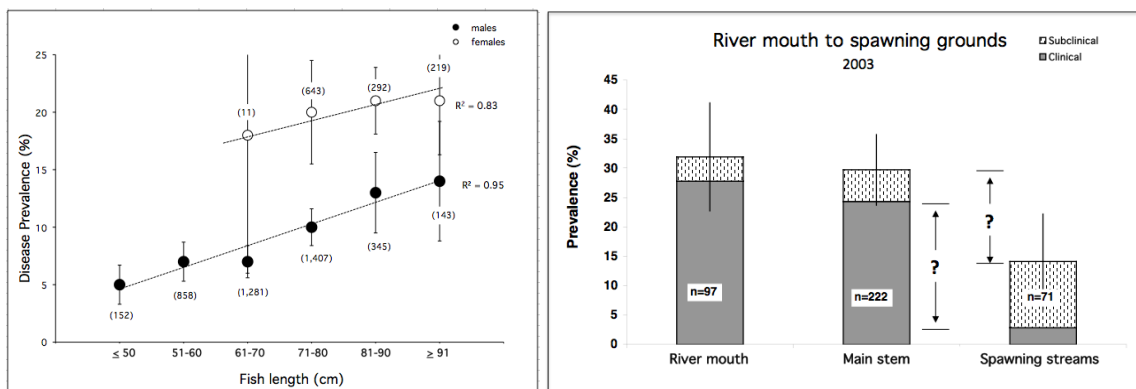 males
females
25
20
15
10
5
0
Disease Prevalence (%)
(219)
(292)
(643)
(11)
R² = 0.83
R² = 0.95
(143)
(345)
(1,407)
(1,281)
(858)
(152)
≤ 50
51-60
61-70
71-80
81-90
≥ 91
Fish length (cm)
River mouth to spawning grounds
2003
Subclinical
Clinical
45
40
35
30
25
20
15
10
5
0
Prevalence (%)
?
?
n=97
n=222
n=71
River mouth
Main stem
Spawning streams